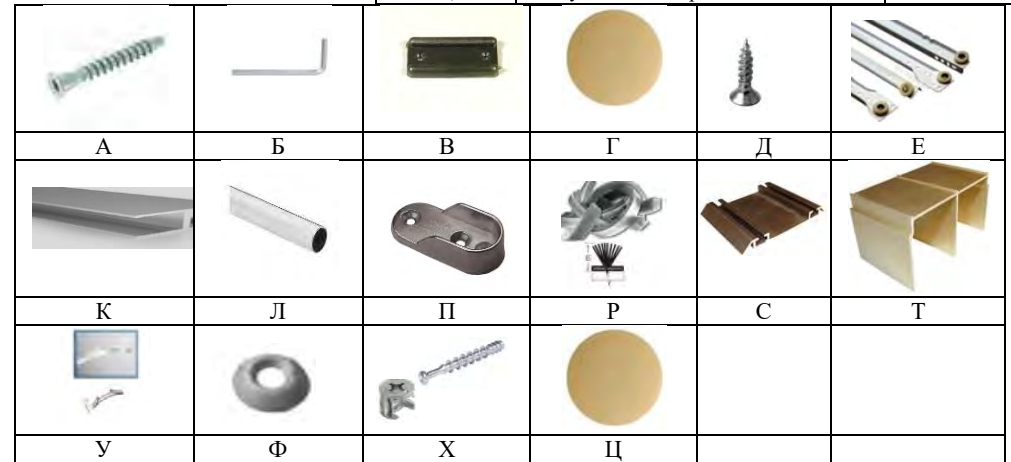 А Б В Г Д Е
К Л П Р С Т
У Ф Х Ц